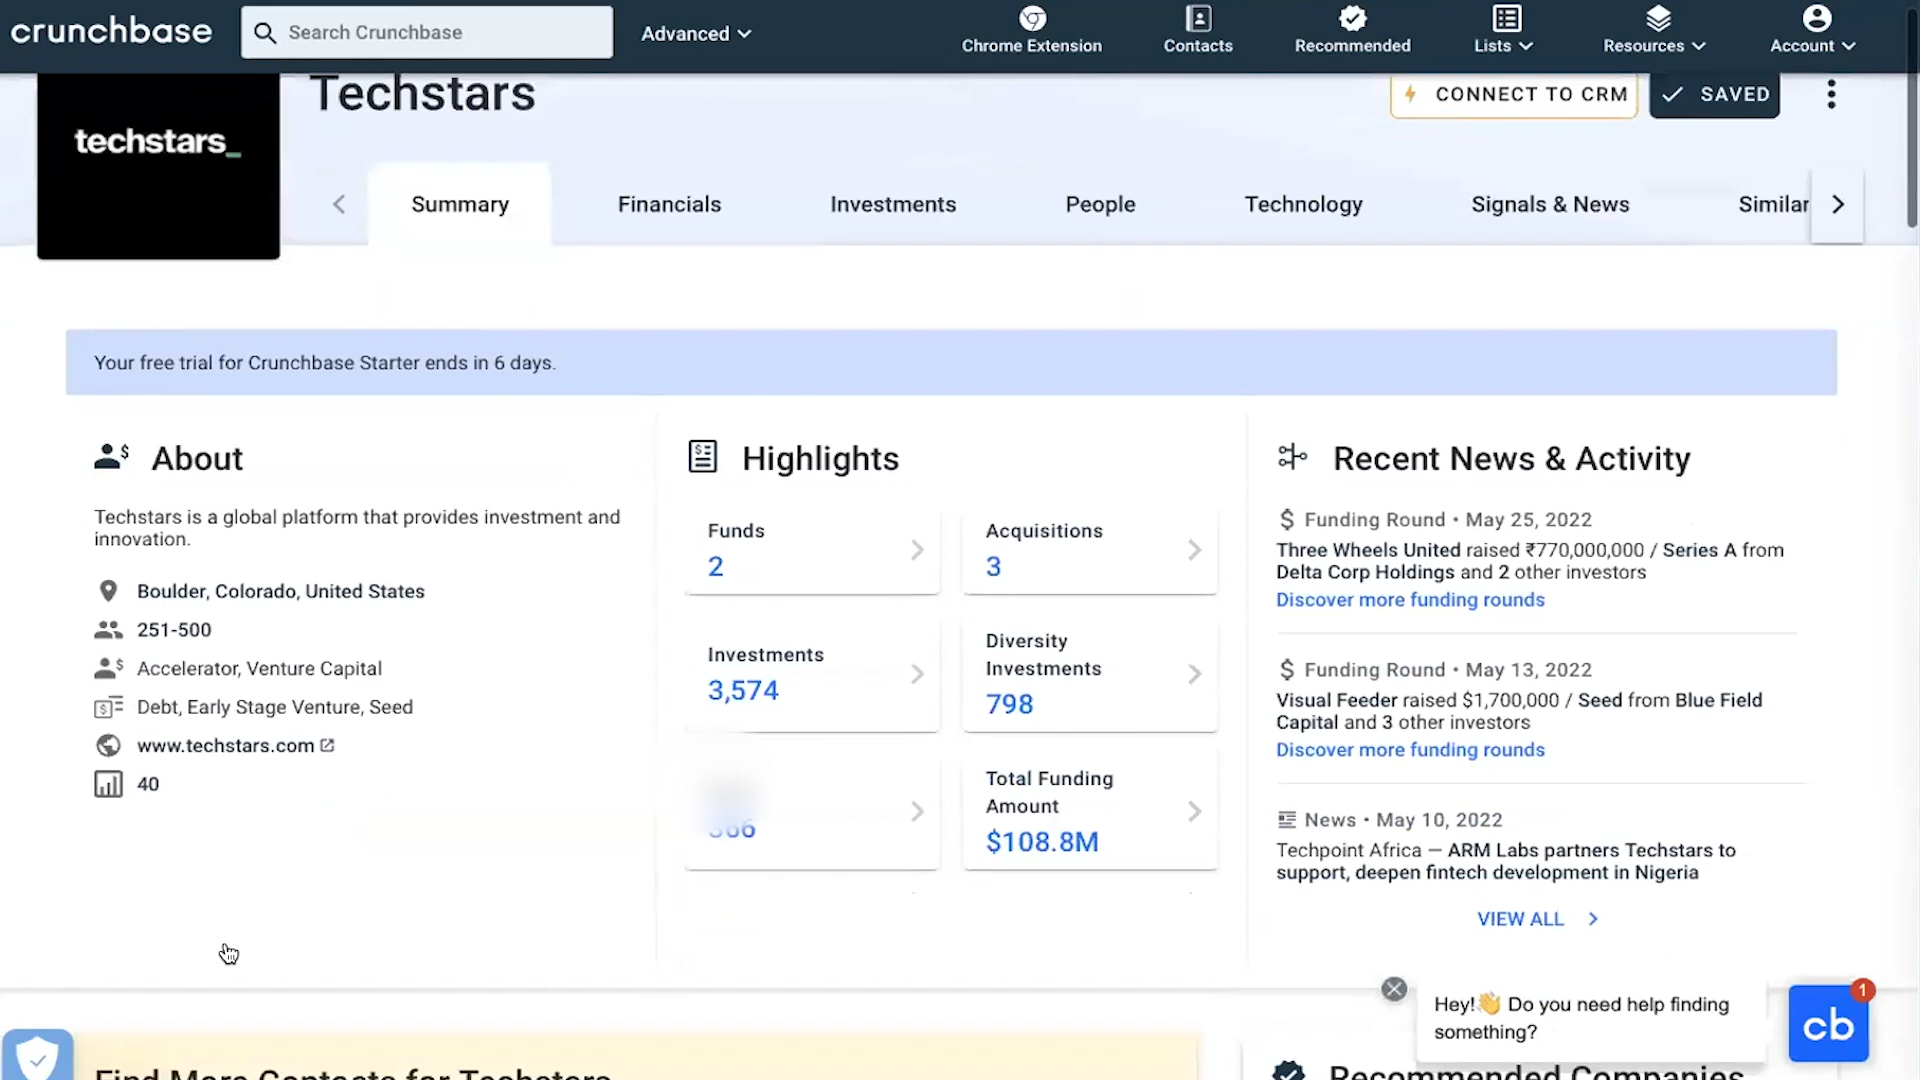 crunchbase
Search Crunchbase
Advanced
Chrome Extension
Contacts
Recommended
Lists
Resources
Account
techstars_
Techstars
CONNECT TO CRM
SAVED
Summary
Financials
Investments
People
Technology
Signals & News
Similar
Your free trial for Crunchbase Starter ends in 6 days.
About
Techstars is a global platform that provides investment and
innovation.
Boulder, Colorado, United States
251-500
Accelerator, Venture Capital
Debt, Early Stage Venture, Seed
www.techstars.com
40
Highlights
Funds
2
Acquisitions
3
Investments
3,574
Diversity
Investments
798
Total Funding
Amount
$108.8M
Recent News & Activity
Funding Round • May 25, 2022
Three Wheels United raised ₹770,000,000 / Series A from
Delta Corp Holdings and 2 other investors
Discover more funding rounds
Funding Round • May 13, 2022
Visual Feeder raised $1,700,000 / Seed from Blue Field
Capital and 3 other investors
Discover more funding rounds
News • May 10, 2022
Techpoint Africa — ARM Labs partners Techstars to
support, deepen fintech development in Nigeria
VIEW ALL
Hey!👋 Do you need help finding
something?
1
cb
Find More Contacts for Techstars
Recommended Companies